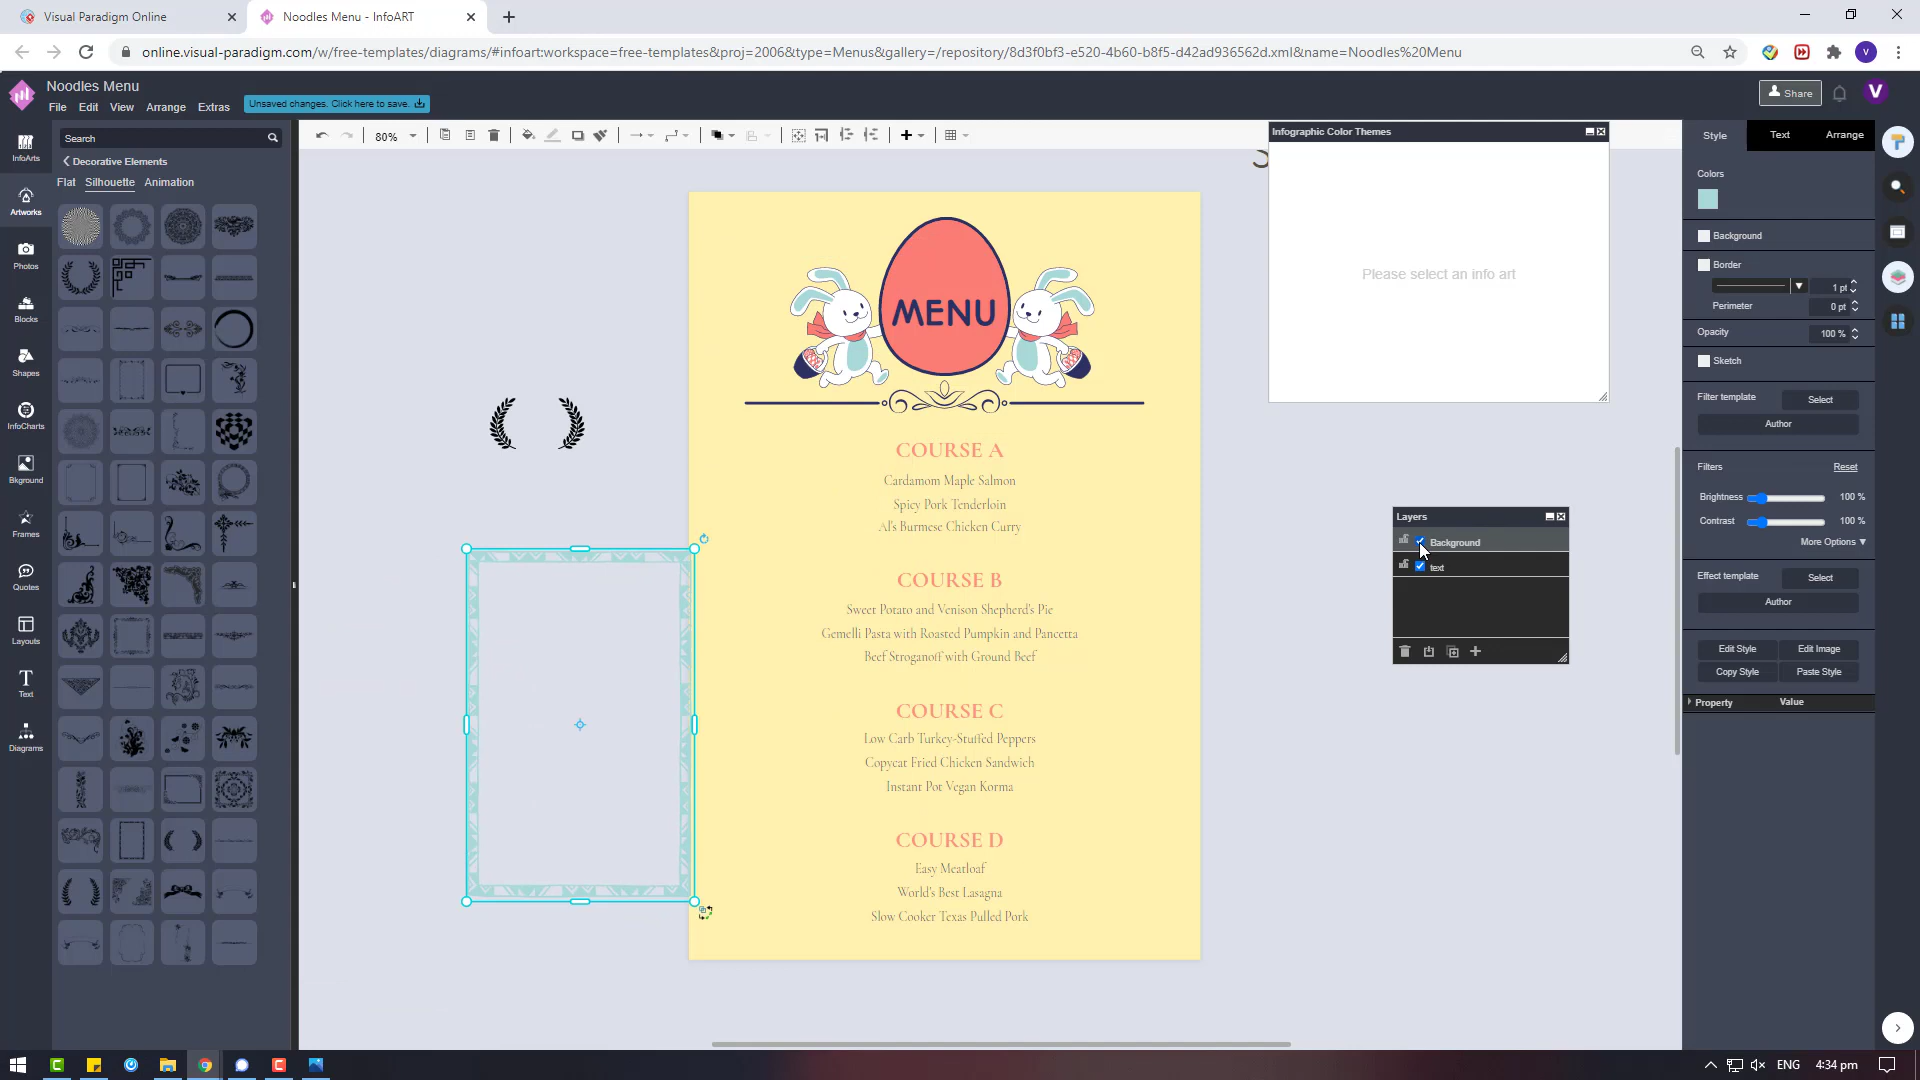 Visual Paradigm Online
Noodles Menu - InfoART
online.visual-paradigm.com/w/free-templates/diagrams/#infoart:workspace=free-templates&proj=2006&type=Menus&gallery=/repository/8d3f0bf3-e520-4b60-b8f5-d42ad936562d.xml&name=Noodles%20Menu
V
Noodles Menu
File Edit View Arrange Extras
Unsaved changes. Click here to save.
Share
V
Search
80%
Decorative Elements
Flat Silhouette Animation
InfoArts
Artworks
Photos
Blocks
Shapes
InfoCharts
Bkground
Frames
Quotes
Layouts
Text
Diagrams
MENU
COURSE A
Cardamom Maple Salmon
Spicy Pork Tenderloin
Al's Burmese Chicken Curry
COURSE B
Sweet Potato and Venison Shepherd's Pie
Gemelli Pasta with Roasted Pumpkin and Pancetta
Beef Stroganoff with Ground Beef
COURSE C
Low Carb Turkey-Stuffed Peppers
Copycat Fried Chicken Sandwich
Instant Pot Vegan Korma
COURSE D
Easy Meatloaf
World's Best Lasagna
Slow Cooker Texas Pulled Pork
Infographic Color Themes
Please select an info art
Layers
Background
text
Style Text Arrange
Colors
Background
Border
1 pt
Perimeter 0 pt
Opacity 100 %
Sketch
Filter template Select
Author
Filters Reset
Brightness 100 %
Contrast 100 %
More Options
Effect template Select
Author
Edit Style Edit Image
Copy Style Paste Style
Property Value
ENG
4:34 pm